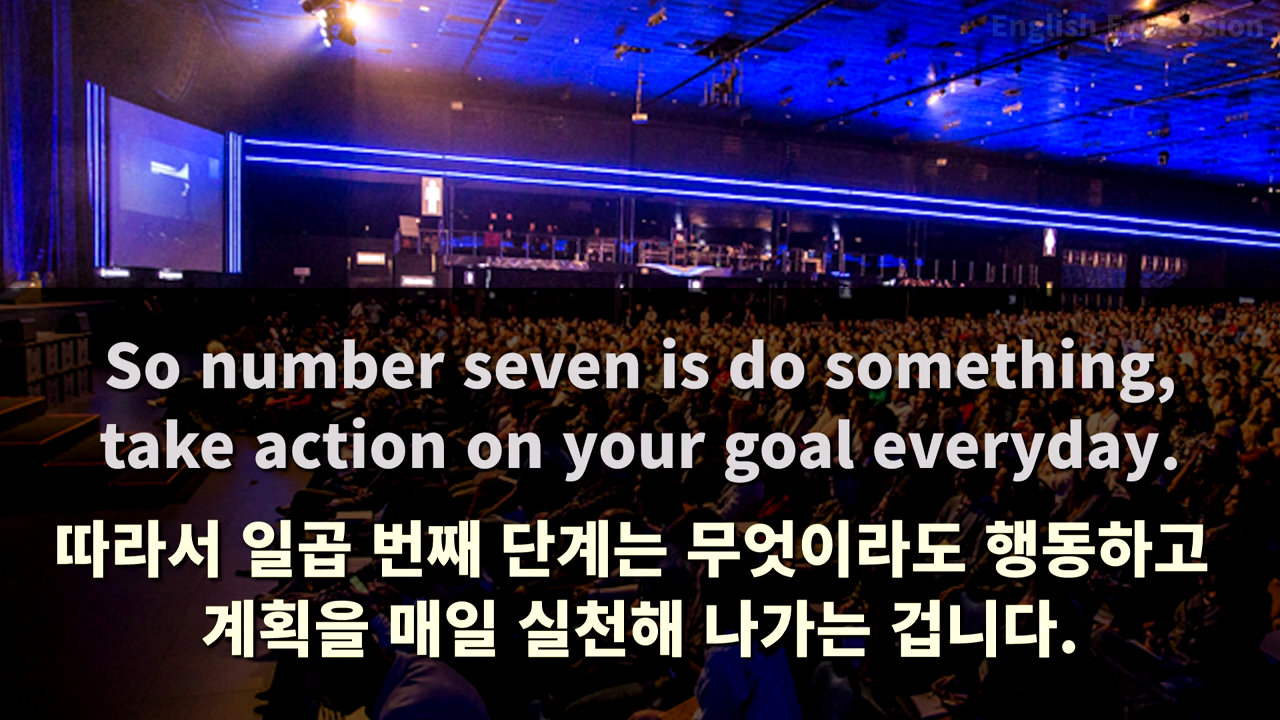 English Expression
So number seven is do something,
take action on your goal everyday.
따라서 일곱 번째 단계는 무엇이라도 행동하고
계획을 매일 실천해 나가는 겁니다.